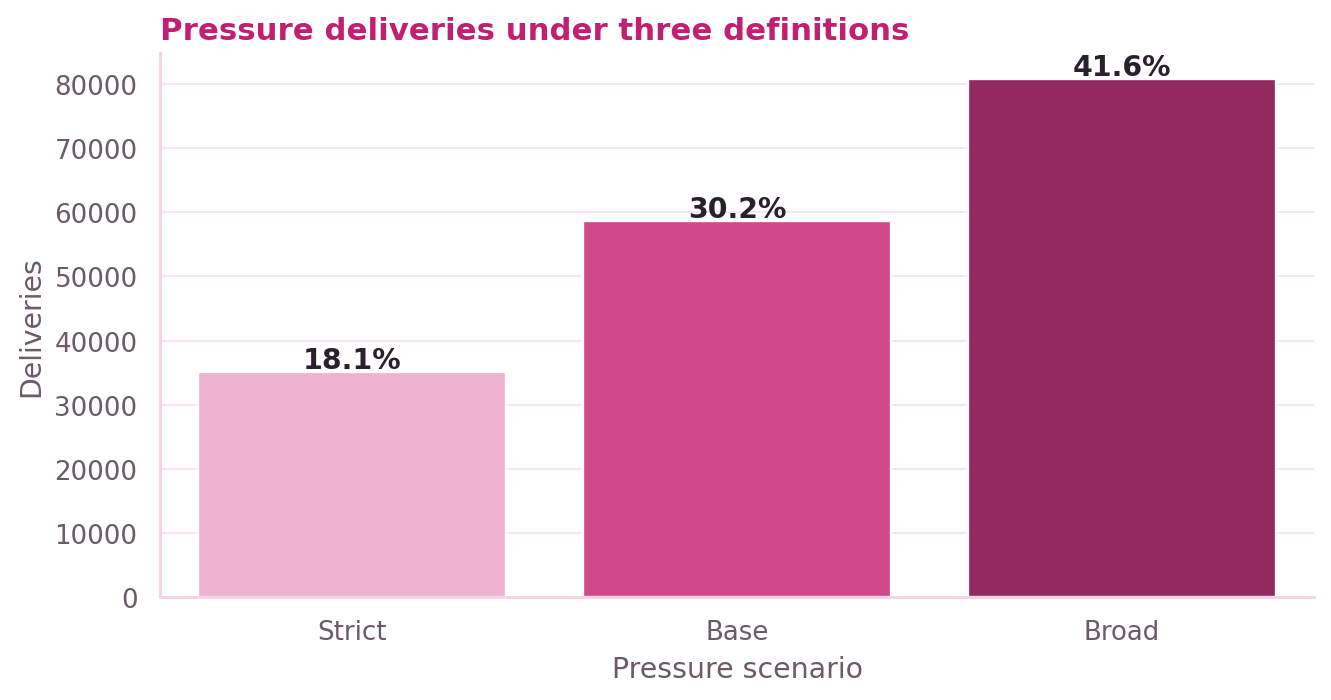 Pressure deliveries under three definitions
80000
70000
60000
50000
40000
30000
20000
10000
0
Deliveries
18.1%
30.2%
41.6%
Strict
Base
Broad
Pressure scenario